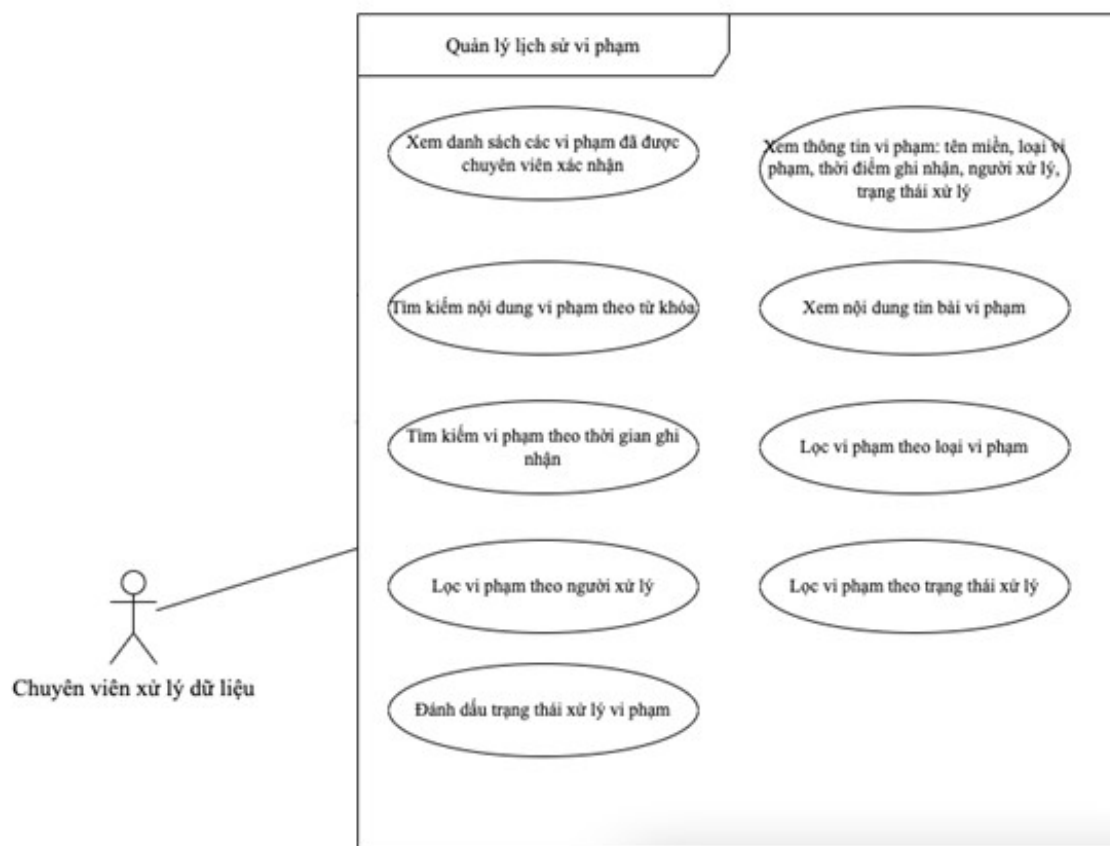 Quản lý lịch sử vi phạm
Xem danh sách các vi phạm đã được
chuyên viên xác nhận
Xem thông tin vi phạm: tên miền, loại vi
phạm, thời điểm ghi nhận, người xử lý,
trạng thái xử lý
Tìm kiếm nội dung vi phạm theo từ khóa
Xem nội dung tin bài vi phạm
Tìm kiếm vi phạm theo thời gian ghi
nhận
Lọc vi phạm theo loại vi phạm
Lọc vi phạm theo người xử lý
Lọc vi phạm theo trạng thái xử lý
Chuyên viên xử lý dữ liệu
Đánh dấu trạng thái xử lý vi phạm